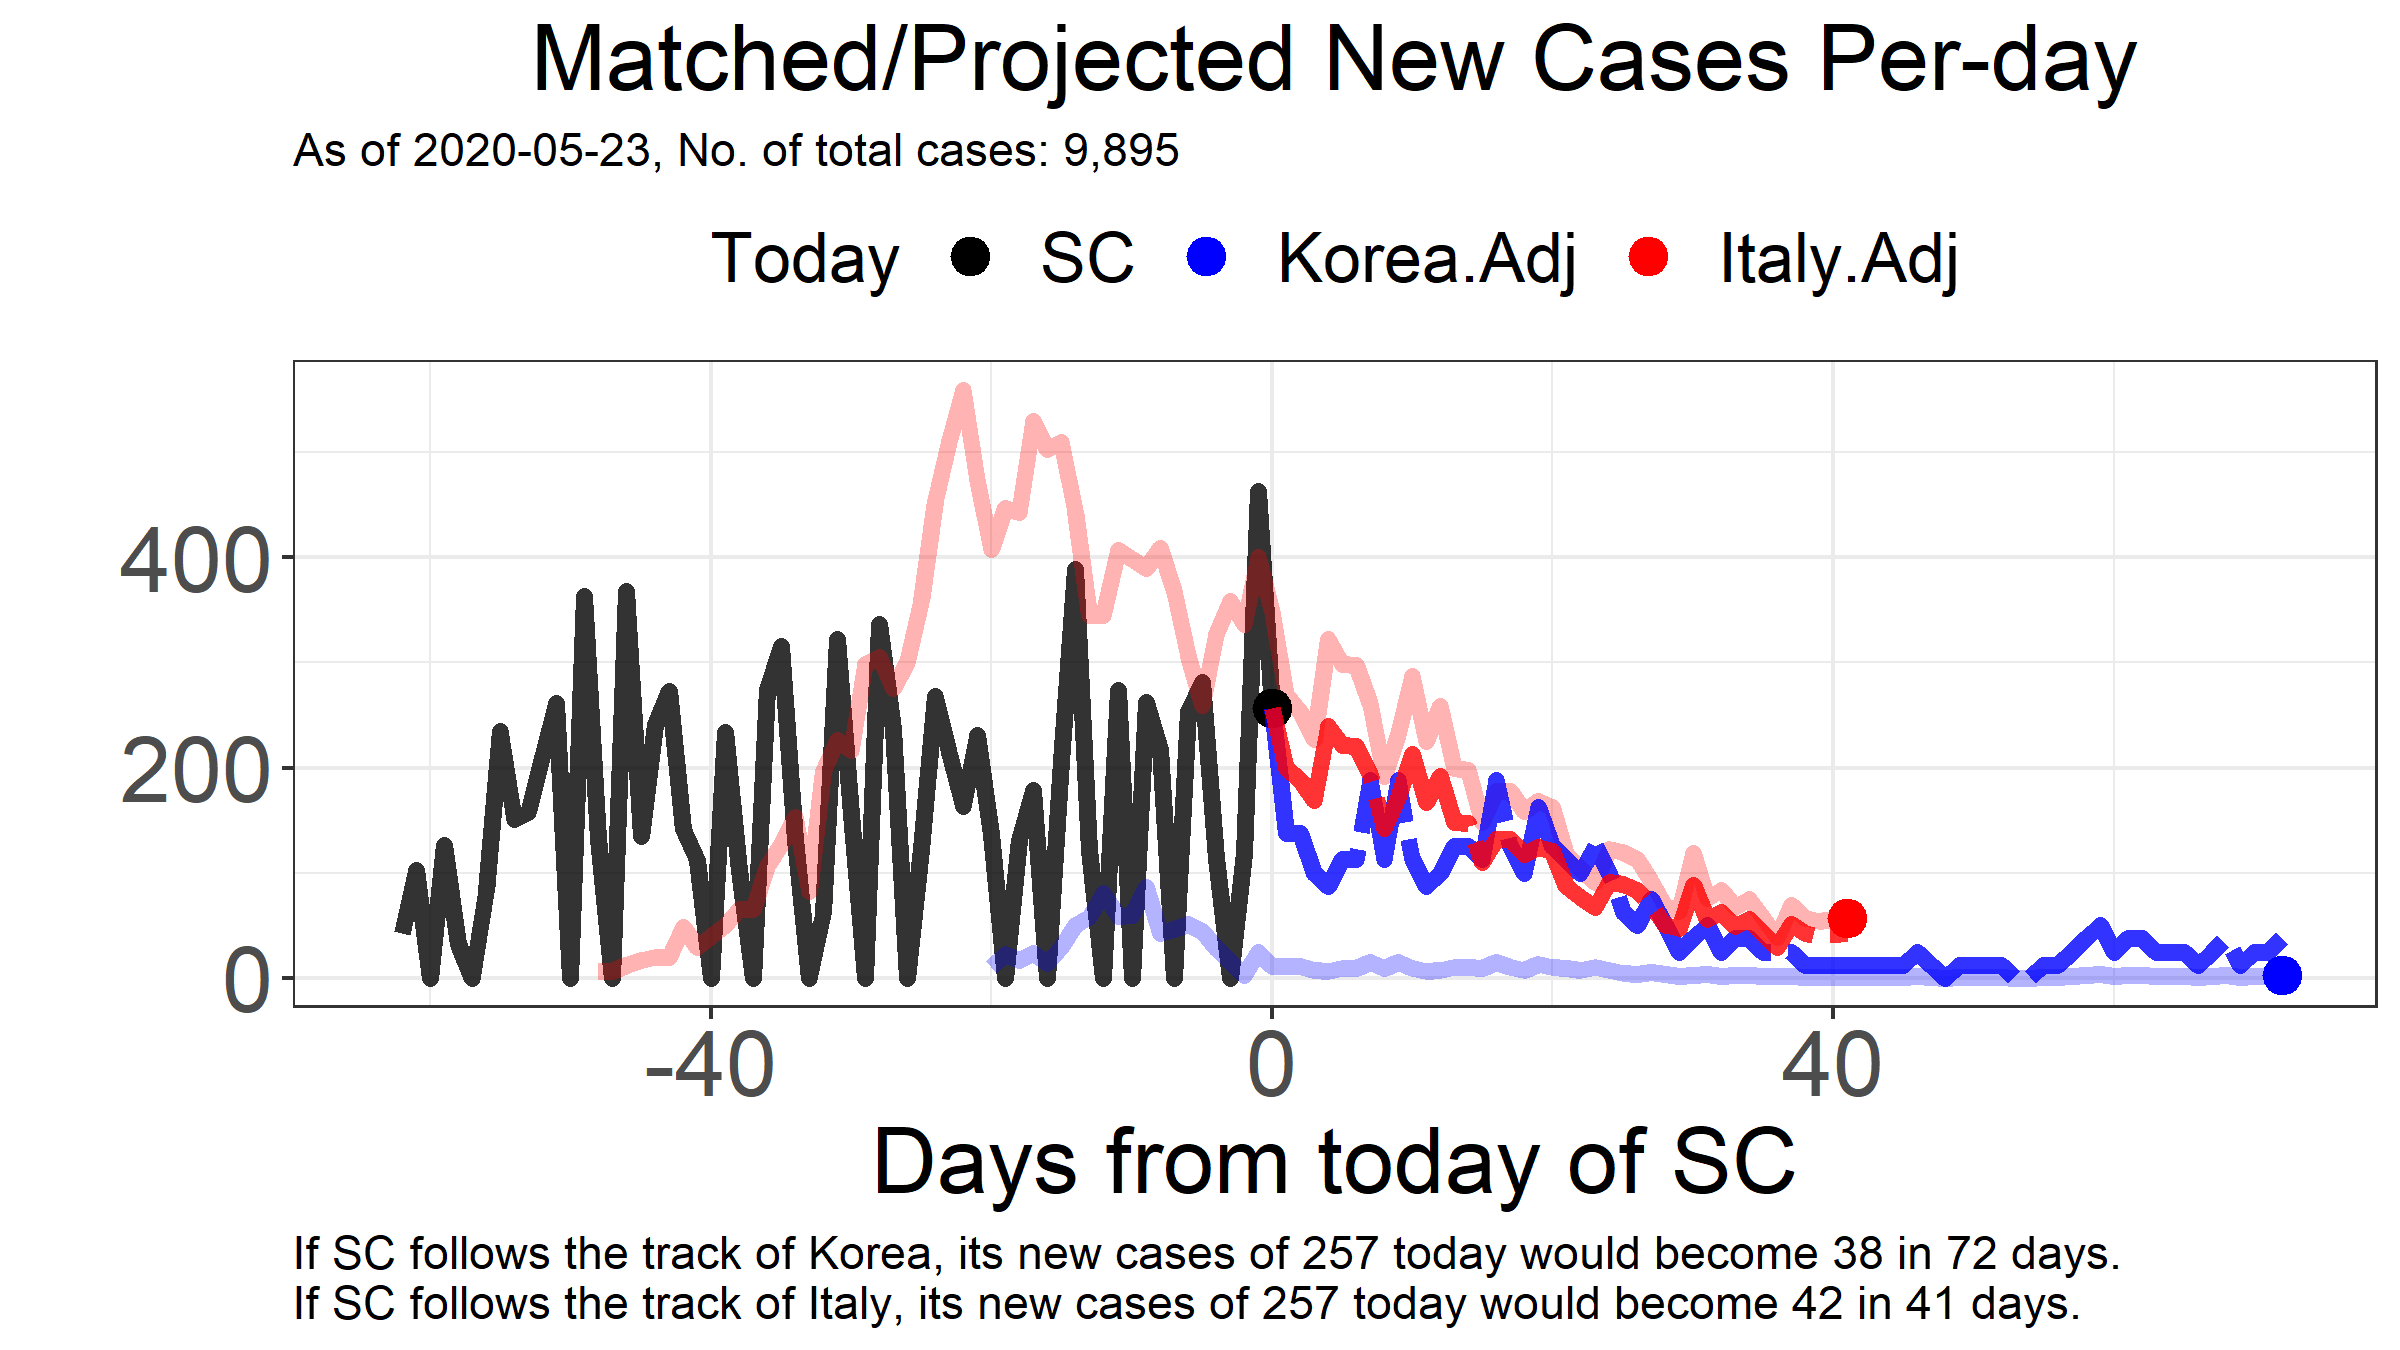 Matched/Projected New Cases Per-day
As of 2020-05-23, No. of total cases: 9,895
Today SC Korea.Adj Italy.Adj
400
200
0
-40 0 40
Days from today of SC
If SC follows the track of Korea, its new cases of 257 today would become 38 in 72 days.
If SC follows the track of Italy, its new cases of 257 today would become 42 in 41 days.